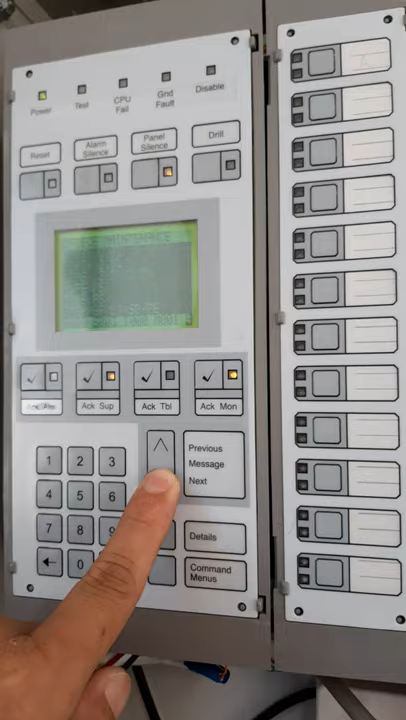 Power
Test
CPU
Fail
Gnd
Fault
Disable
Reset
Alarm
Silence
Panel
Silence
Drill
Ack Sup
Ack Tbl
Ack Mon
Previous
Message
Next
1
2
3
4
5
6
7
8
9
Details
0
Command
Menus